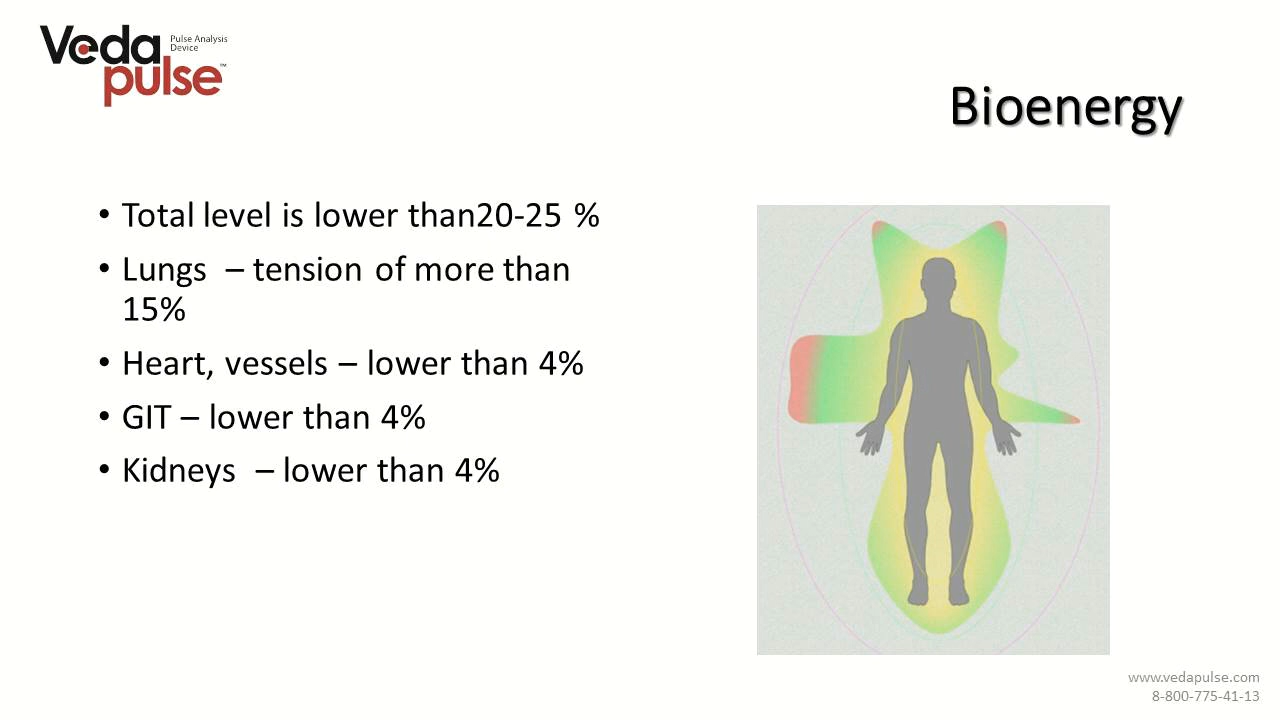 Veda
pulse™
Pulse Analysis
Device
Bioenergy
• Total level is lower than20-25 %
• Lungs – tension of more than
15%
• Heart, vessels – lower than 4%
• GIT – lower than 4%
• Kidneys – lower than 4%
www.vedapulse.com
8-800-775-41-13